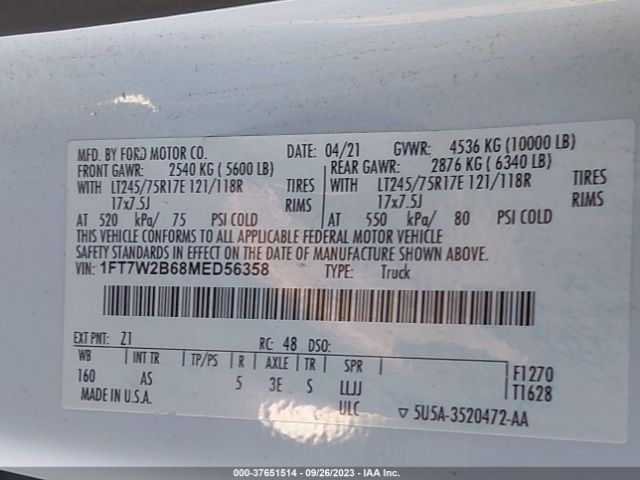 MFD. BY FORD MOTOR CO. DATE: 04/21 GVWR: 4536 KG (10000 LB)
FRONT GAWR: 2540 KG ( 5600 LB) REAR GAWR: 2876 KG ( 6340 LB)
WITH LT245/75R17E 121/118R TIRES WITH LT245/75R17E 121/118R TIRES
17x7.5J RIMS 17x7.5J RIMS
AT 520 kPa/ 75 PSI COLD AT 550 kPa/ 80 PSI COLD
THIS VEHICLE CONFORMS TO ALL APPLICABLE FEDERAL MOTOR VEHICLE
SAFETY STANDARDS IN EFFECT ON THE DATE OF MANUFACTURE SHOWN ABOVE.
VIN: 1FT7W2B68MED56358 TYPE: Truck
EXT PNT: Z1 RC: 48 DSO:
WB INT TR TP/PS R AXLE TR SPR F1270
160 AS 5 3E S LLJJ T1628
MADE IN U.S.A. ULC ▽ 5U5A-3520472-AA
000-37651514 - 09/26/2023 - IAA Inc.